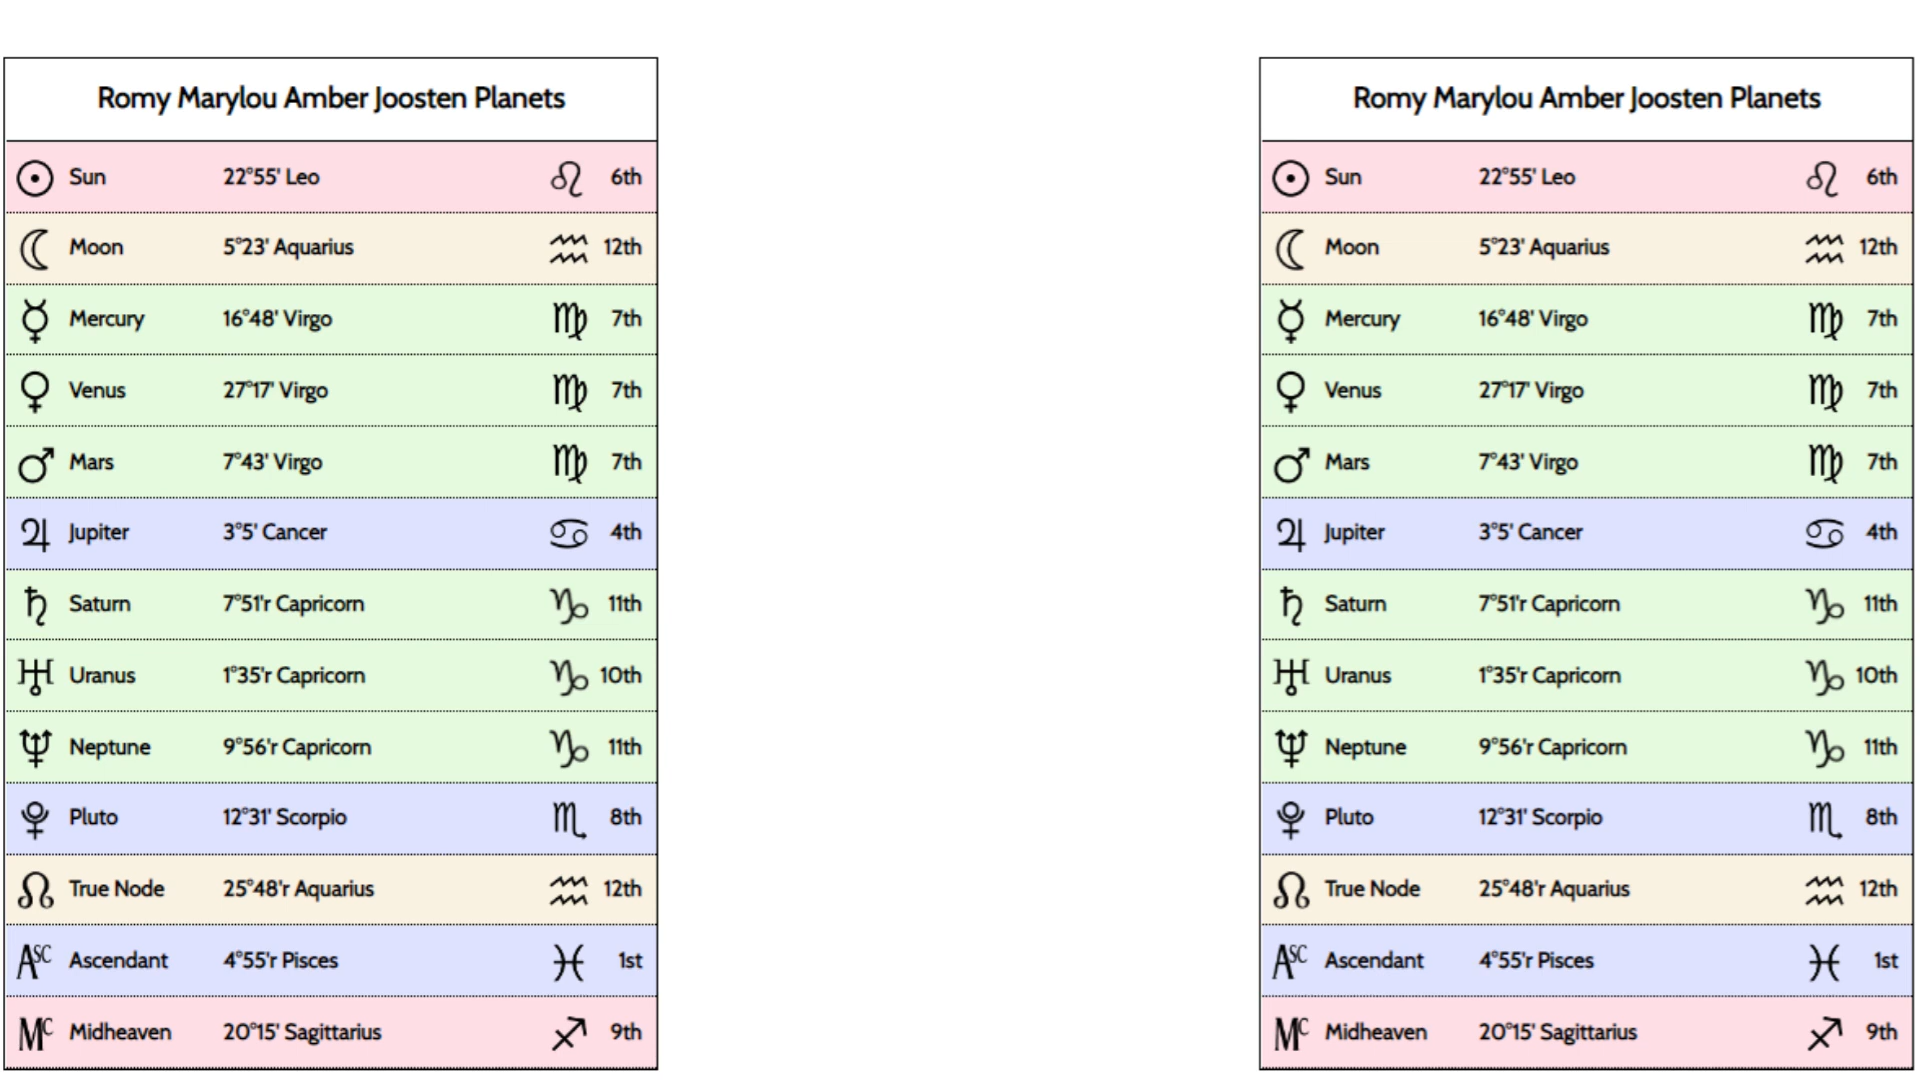 Romy Marylou Amber Joosten Planets
Sun 22°55' Leo 6th
Moon 5°23' Aquarius 12th
Mercury 16°48' Virgo 7th
Venus 27°17' Virgo 7th
Mars 7°43' Virgo 7th
Jupiter 3°5' Cancer 4th
Saturn 7°51'r Capricorn 11th
Uranus 1°35'r Capricorn 10th
Neptune 9°56'r Capricorn 11th
Pluto 12°31' Scorpio 8th
True Node 25°48'r Aquarius 12th
ASC Ascendant 4°55'r Pisces 1st
MC Midheaven 20°15' Sagittarius 9th
Romy Marylou Amber Joosten Planets
Sun 22°55' Leo 6th
Moon 5°23' Aquarius 12th
Mercury 16°48' Virgo 7th
Venus 27°17' Virgo 7th
Mars 7°43' Virgo 7th
Jupiter 3°5' Cancer 4th
Saturn 7°51'r Capricorn 11th
Uranus 1°35'r Capricorn 10th
Neptune 9°56'r Capricorn 11th
Pluto 12°31' Scorpio 8th
True Node 25°48'r Aquarius 12th
ASC Ascendant 4°55'r Pisces 1st
MC Midheaven 20°15' Sagittarius 9th